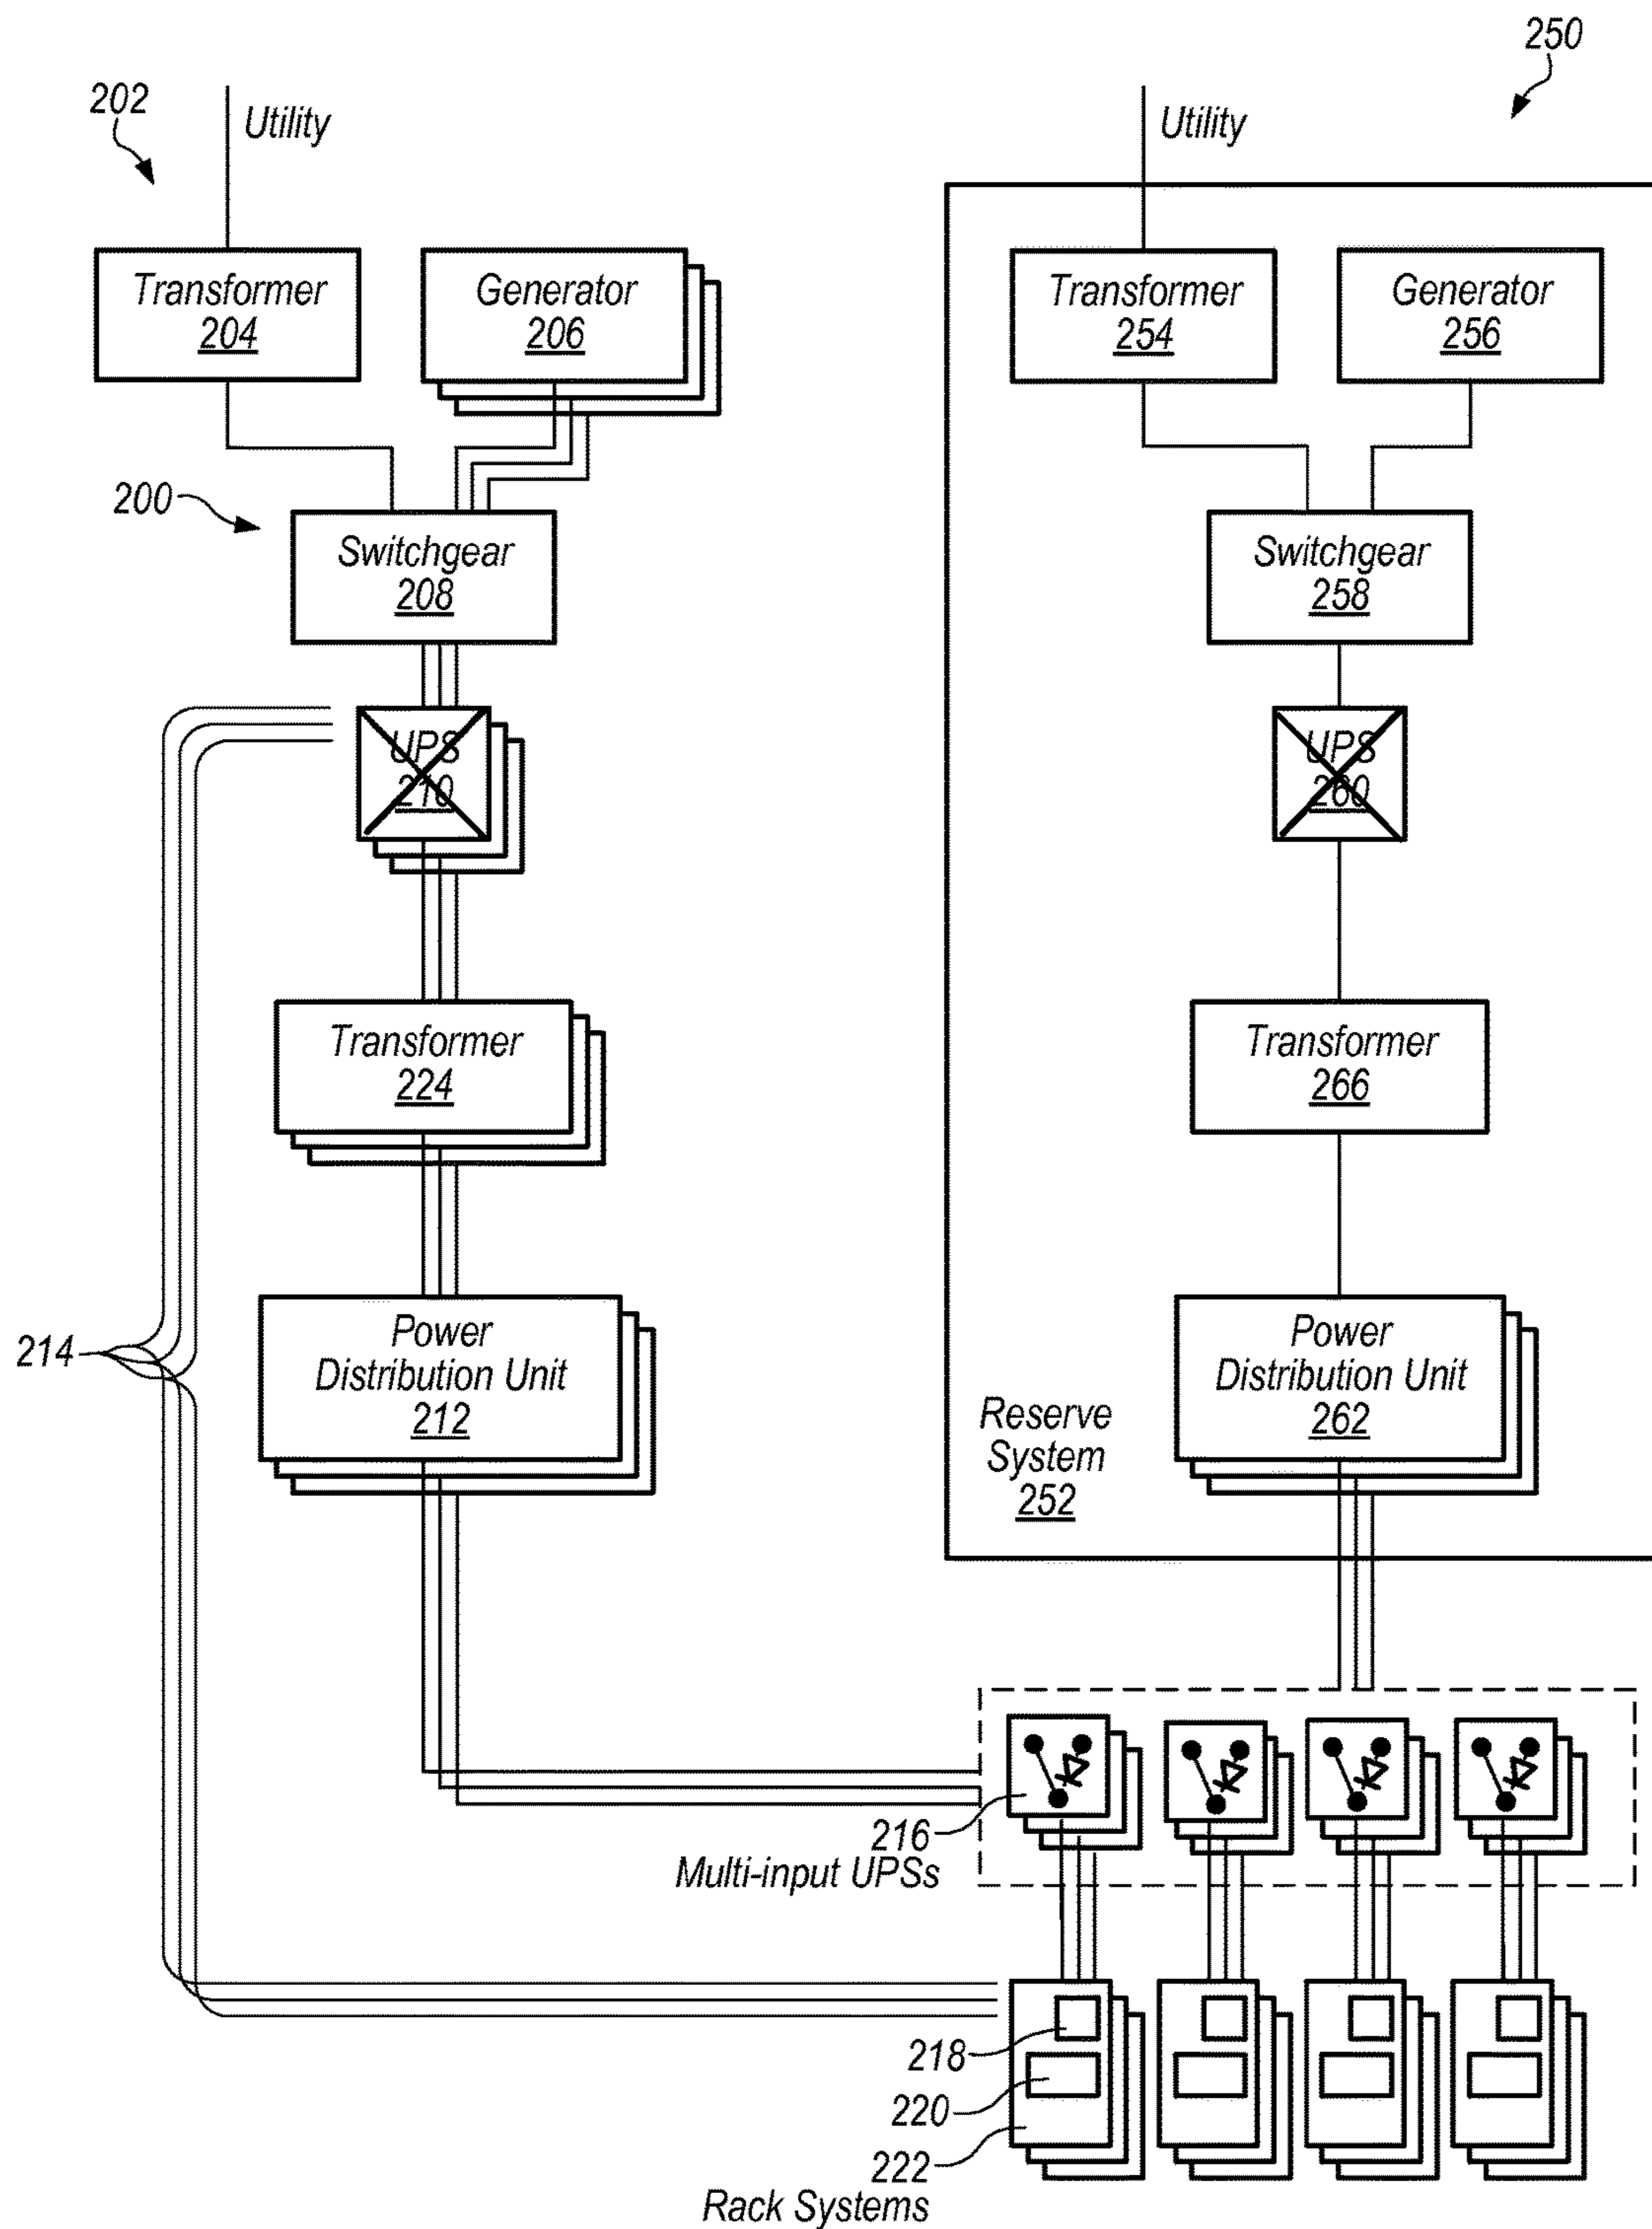 250
202
Utility
Utility
Transformer
204
Generator
206
Transformer
254
Generator
256
200
Switchgear
208
Switchgear
258
UPS
210
UPS
260
Transformer
224
Transformer
266
214
Power
Distribution Unit
212
Power
Distribution Unit
262
Reserve
System
252
216
Multi-input UPSs
218
220
222
Rack Systems